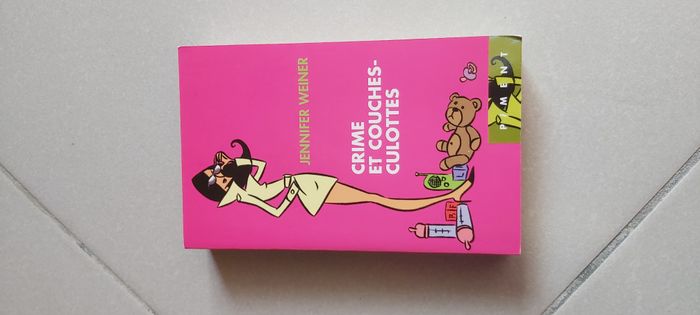 JENNIFER WEINER
CRIME
ET COUCHES-
CULOTTES
PIMENT